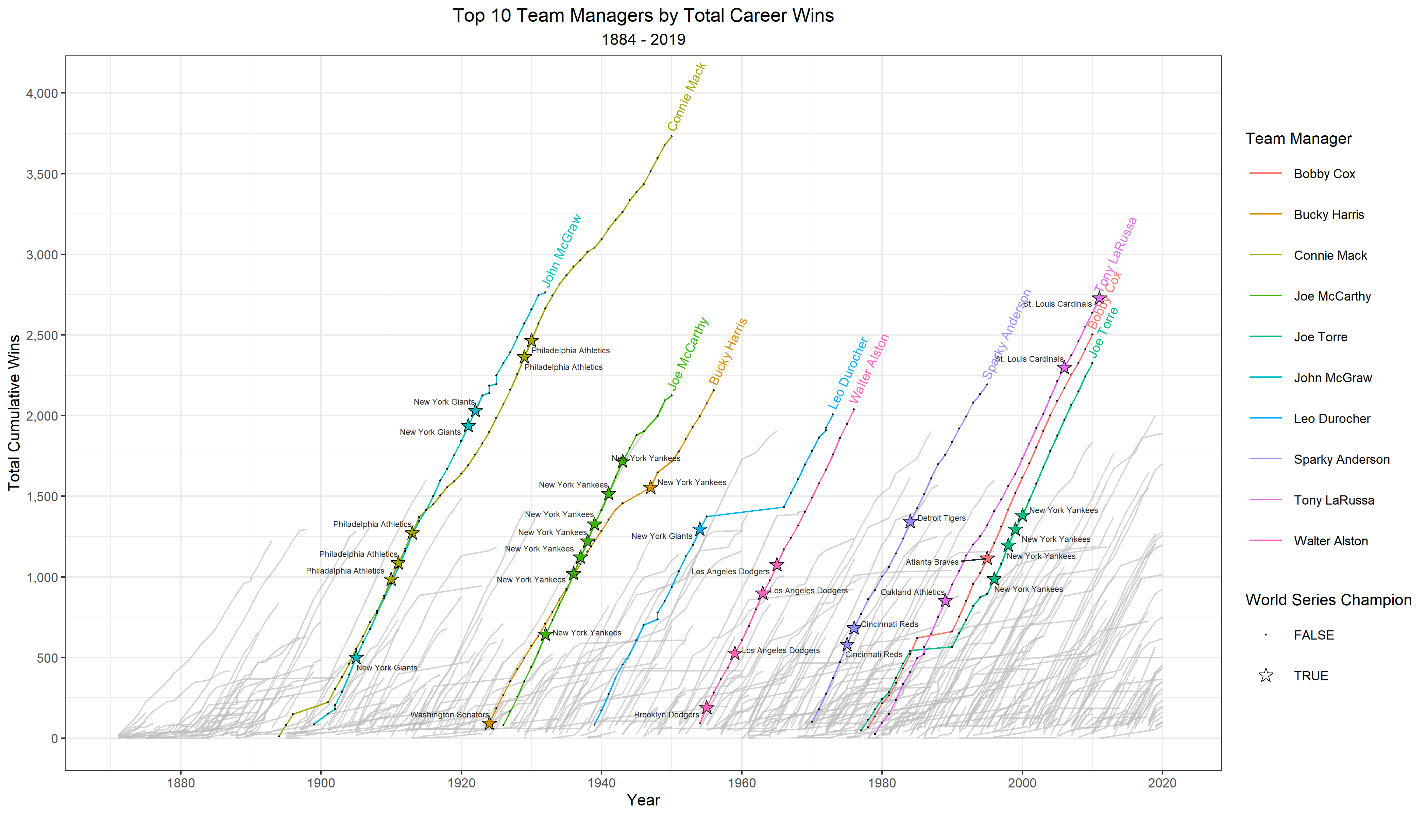 Top 10 Team Managers by Total Career Wins
1884 - 2019
Total Cumulative Wins
4,000
3,500
3,000
2,500
2,000
1,500
1,000
500
0
Connie Mack
John McGraw
Tony LaRussa
Bobby Cox
Joe Torre
Sparky Anderson
Joe McCarthy
Bucky Harris
Leo Durocher
Walter Alston
St. Louis Cardinals
St. Louis Cardinals
Philadelphia Athletics
Philadelphia Athletics
New York Giants
New York Giants
New York Yankees
New York Yankees
New York Yankees
New York Yankees
New York Yankees
New York Yankees
New York Yankees
New York Yankees
Philadelphia Athletics
Philadelphia Athletics
Philadelphia Athletics
New York Giants
Detroit Tigers
New York Giants
Los Angeles Dodgers
Los Angeles Dodgers
Los Angeles Dodgers
Brooklyn Dodgers
Washington Senators
Cincinnati Reds
Cincinnati Reds
Atlanta Braves
Oakland Athletics
New York Yankees
New York Yankees
New York Yankees
New York Yankees
1880
1900
1920
1940
1960
1980
2000
2020
Year
Team Manager
Bobby Cox
Bucky Harris
Connie Mack
Joe McCarthy
Joe Torre
John McGraw
Leo Durocher
Sparky Anderson
Tony LaRussa
Walter Alston
World Series Champion
FALSE
TRUE